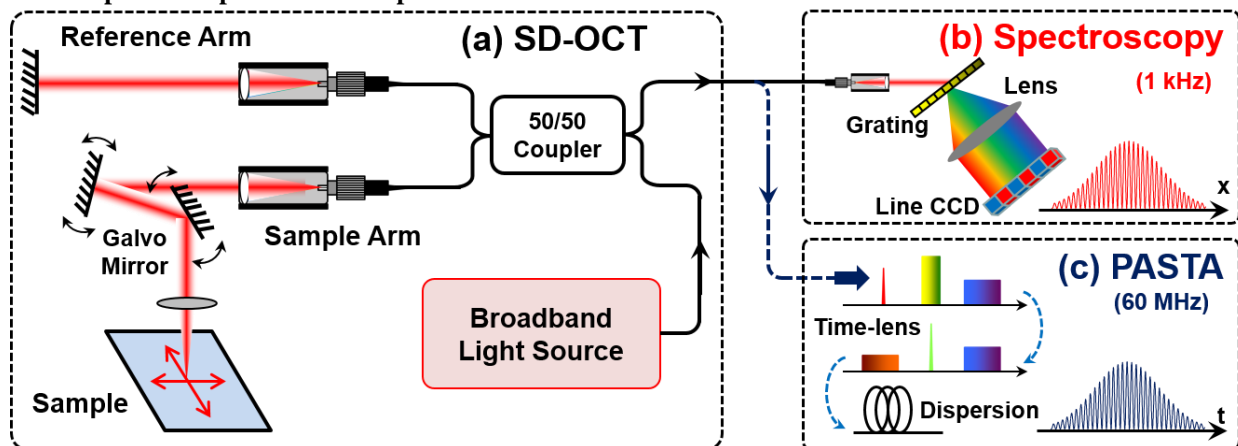 Reference Arm
(a) SD-OCT
50/50
Coupler
Galvo
Mirror
Sample Arm
Broadband
Light Source
Sample
(b) Spectroscopy
(1 kHz)
Lens
Grating
Line CCD
x
(c) PASTA
(60 MHz)
Time-lens
Dispersion
t